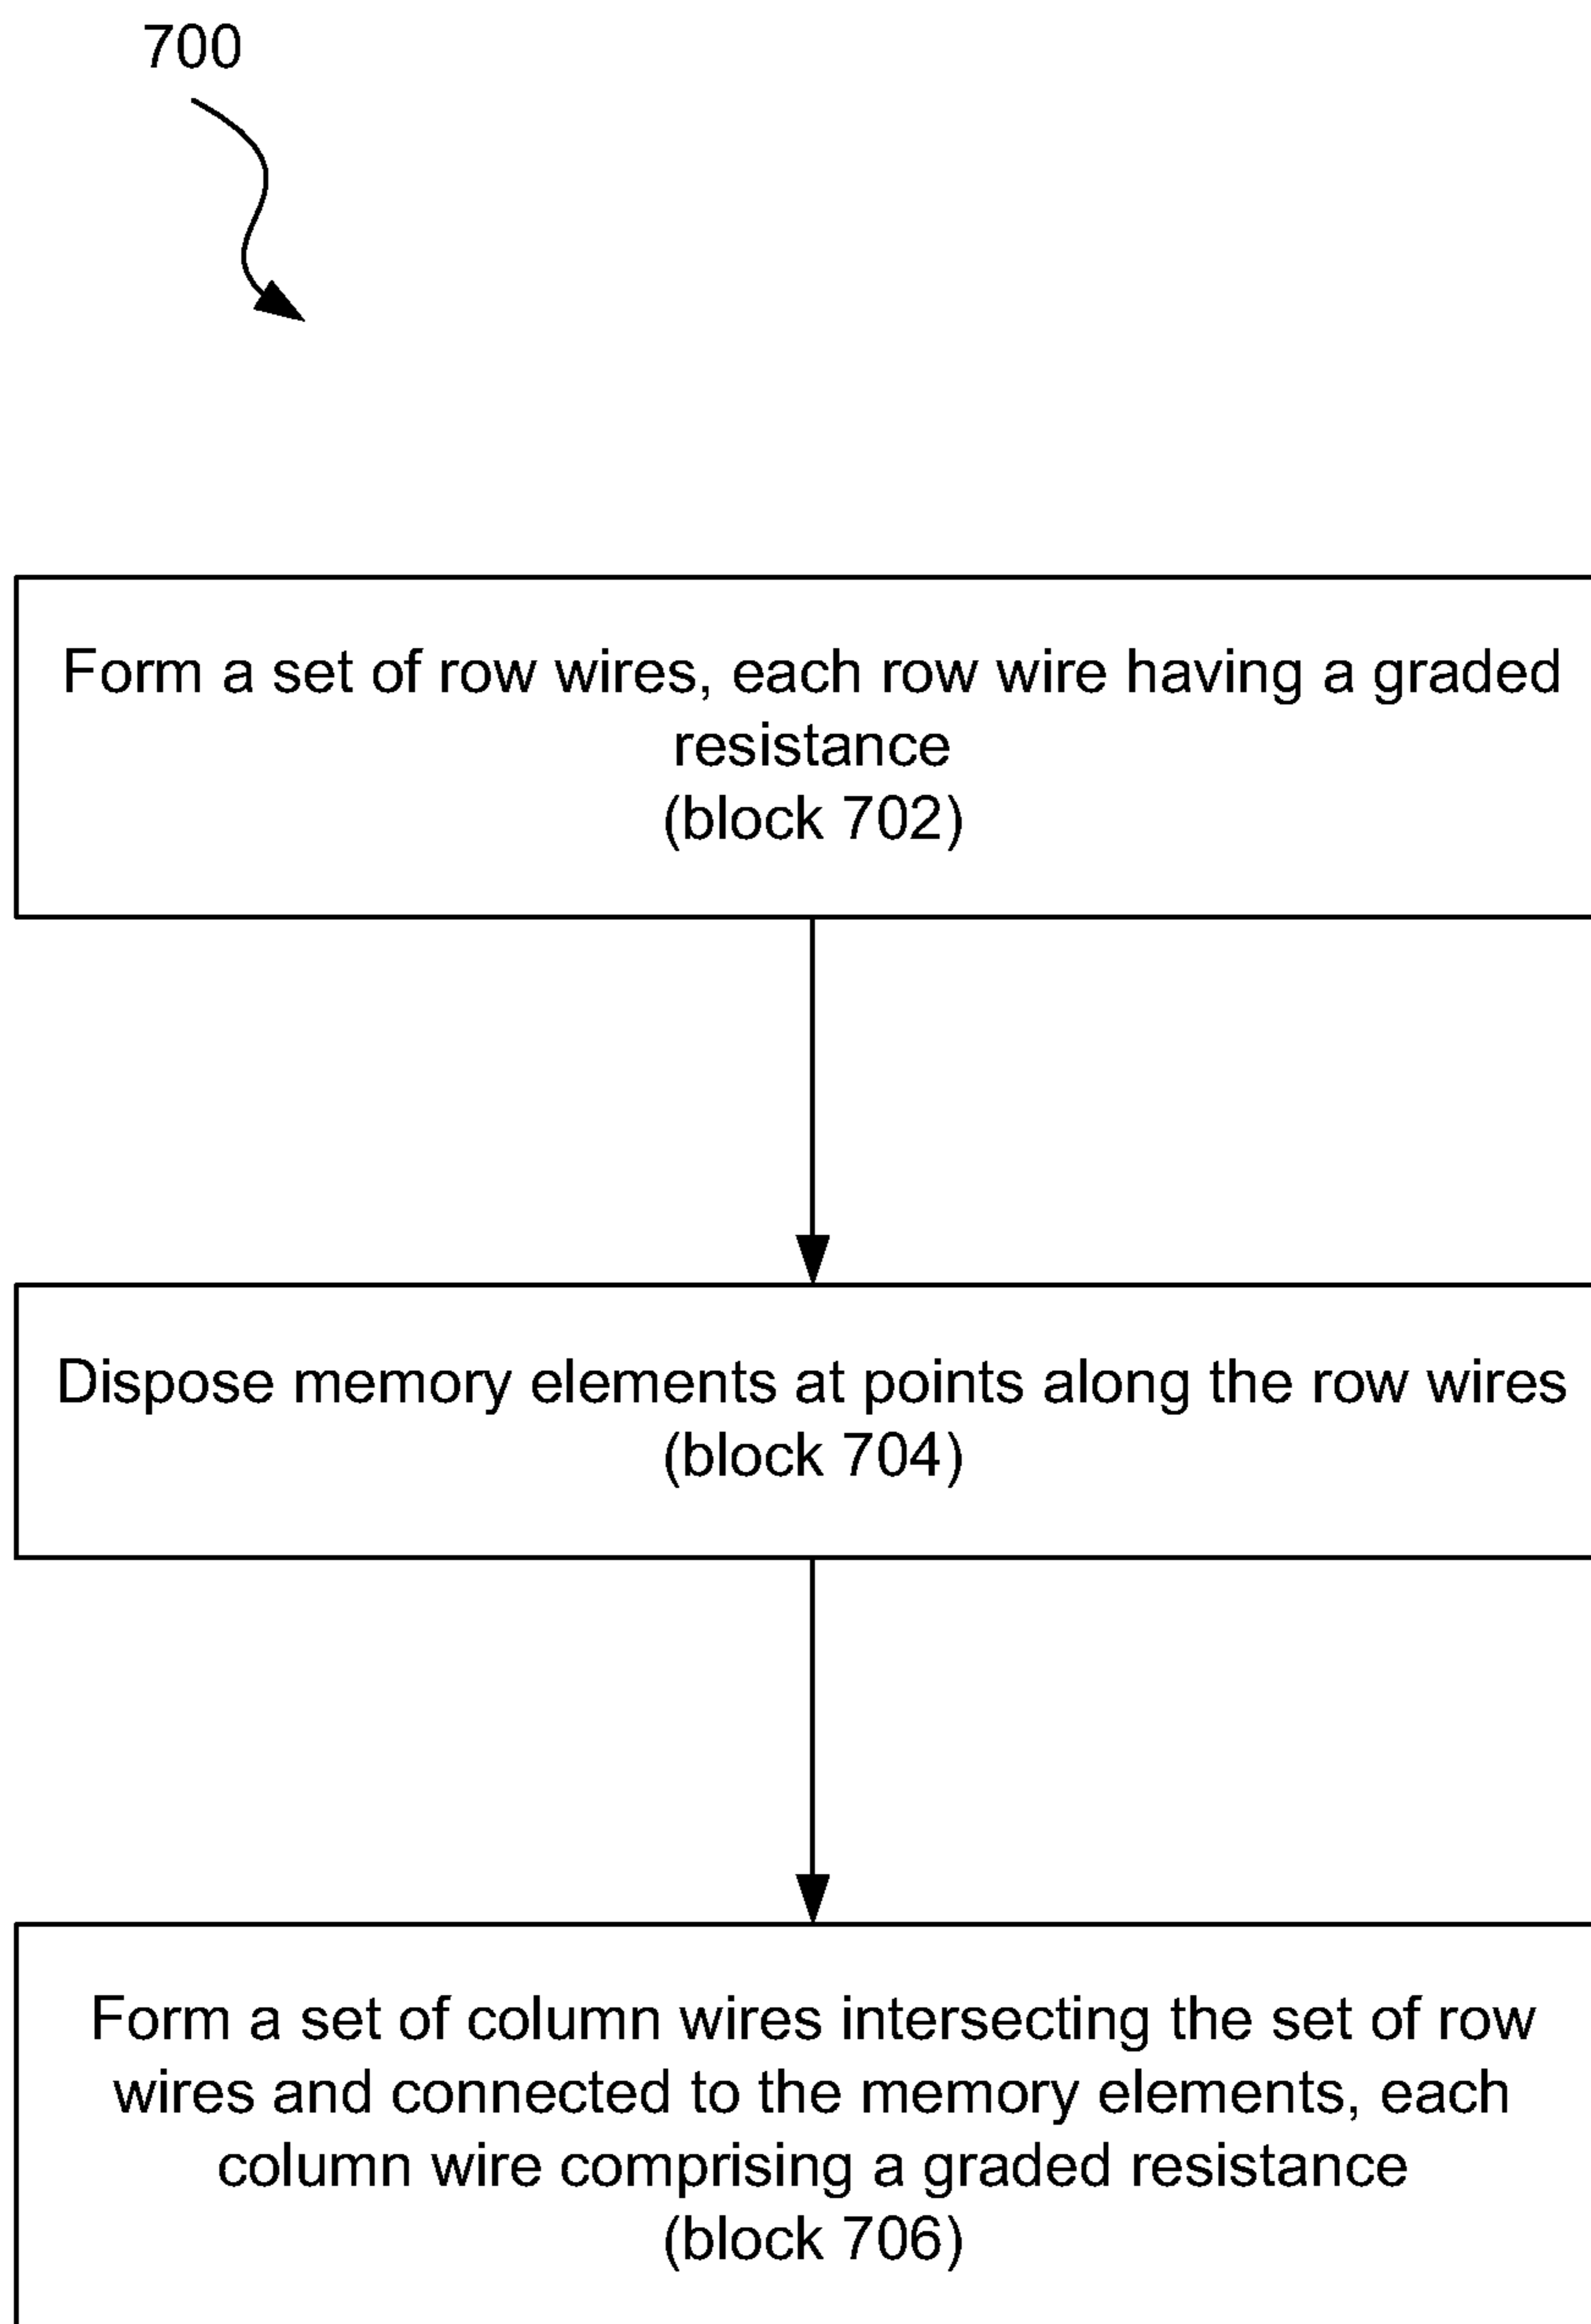 700
Form a set of row wires, each row wire having a graded
resistance
(block 702)
Dispose memory elements at points along the row wires
(block 704)
Form a set of column wires intersecting the set of row
wires and connected to the memory elements, each
column wire comprising a graded resistance
(block 706)